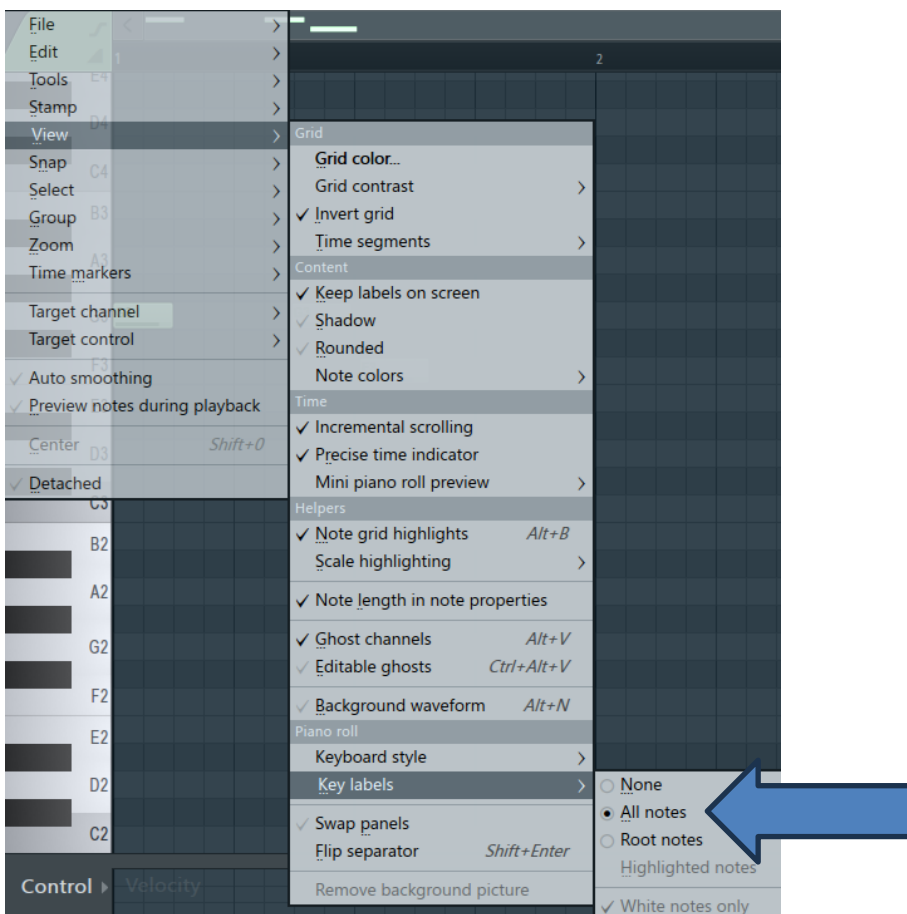 File
Edit
Tools
Stamp
View
Snap
Select
Group
Zoom
Time markers
Target channel
Target control
Auto smoothing
Preview notes during playback
Center Shift+0
Detached
1
2
E4
D4
C4
B3
A3
F3
D3
C3
B2
A2
G2
F2
E2
D2
C2
Control
Velocity
Grid
Grid color...
Grid contrast
Invert grid
Time segments
Content
Keep labels on screen
Shadow
Rounded
Note colors
Time
Incremental scrolling
Precise time indicator
Mini piano roll preview
Helpers
Note grid highlights Alt+B
Scale highlighting
Note length in note properties
Ghost channels Alt+V
Editable ghosts Ctrl+Alt+V
Background waveform Alt+N
Piano roll
Keyboard style
Key labels
Swap panels
Flip separator Shift+Enter
Remove background picture
None
All notes
Root notes
Highlighted notes
White notes only